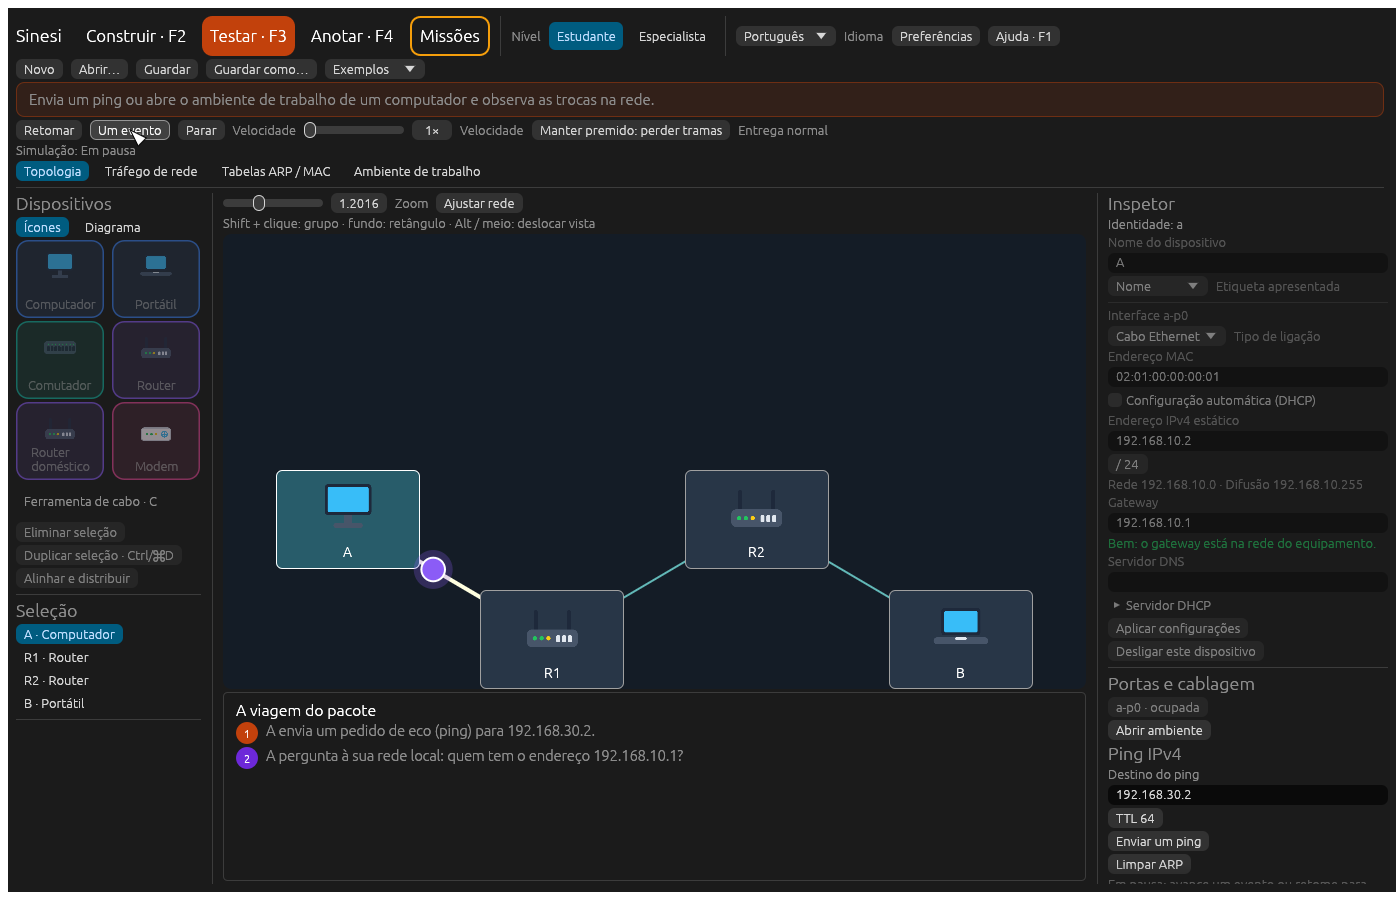 Sinesi Construir · F2 Testar · F3 Anotar · F4 Missões Nível Estudante Especialista Português Idioma Preferências Ajuda · F1
Novo Abrir... Guardar Guardar como... Exemplos
Envia um ping ou abre o ambiente de trabalho de um computador e observa as trocas na rede.
Retomar Um evento Parar Velocidade 1× Velocidade Manter premido: perder tramas Entrega normal
Simulação: Em pausa
Topologia Tráfego de rede Tabelas ARP / MAC Ambiente de trabalho
Dispositivos
Ícones Diagrama
Computador Portátil
Comutador Router
Router doméstico Modem
Ferramenta de cabo · C
Eliminar seleção
Duplicar seleção · Ctrl/⌘D
Alinhar e distribuir
Seleção
A · Computador
R1 · Router
R2 · Router
B · Portátil
1.2016 Zoom Ajustar rede
Shift + clique: grupo · fundo: retângulo · Alt / meio: deslocar vista
A
R2
R1
B
A viagem do pacote
1 A envia um pedido de eco (ping) para 192.168.30.2.
2 A pergunta à sua rede local: quem tem o endereço 192.168.10.1?
Inspetor
Identidade: a
Nome do dispositivo
A
Nome Etiqueta apresentada
Interface a-p0
Cabo Ethernet Tipo de ligação
Endereço MAC
02:01:00:00:00:01
Configuração automática (DHCP)
Endereço IPv4 estático
192.168.10.2
/ 24
Rede 192.168.10.0 · Difusão 192.168.10.255
Gateway
192.168.10.1
Bem: o gateway está na rede do equipamento.
Servidor DNS
Servidor DHCP
Aplicar configurações
Desligar este dispositivo
Portas e cablagem
a-p0 · ocupada
Abrir ambiente
Ping IPv4
Destino do ping
192.168.30.2
TTL 64
Enviar um ping
Limpar ARP
Em pausa: avance um evento ou retome para